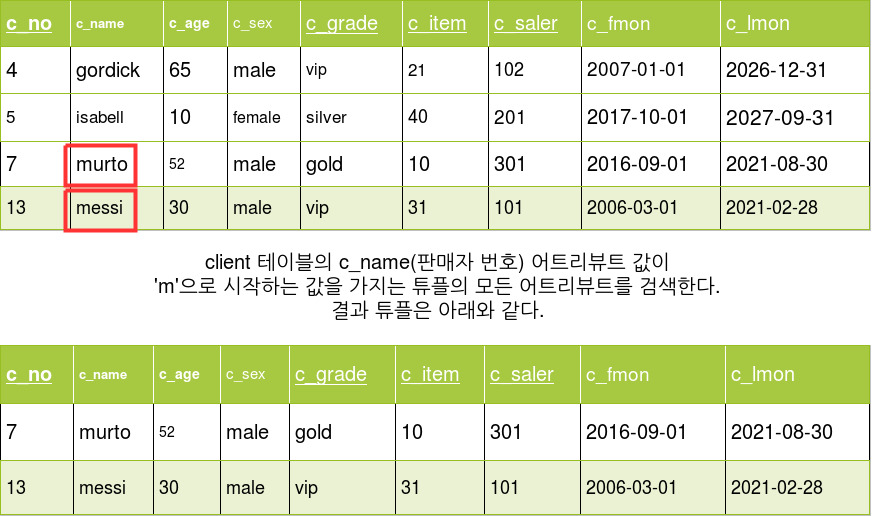 c_no c_name c_age c_sex c_grade c_item c_saler c_fmon c_lmon
4 gordick 65 male vip 21 102 2007-01-01 2026-12-31
5 isabell 10 female silver 40 201 2017-10-01 2027-09-31
7 murto 52 male gold 10 301 2016-09-01 2021-08-30
13 messi 30 male vip 31 101 2006-03-01 2021-02-28
client 테이블의 c_name(판매자 번호) 어트리뷰트 값이
'm'으로 시작하는 값을 가지는 튜플의 모든 어트리뷰트를 검색한다.
결과 튜플은 아래와 같다.
c_no c_name c_age c_sex c_grade c_item c_saler c_fmon c_lmon
7 murto 52 male gold 10 301 2016-09-01 2021-08-30
13 messi 30 male vip 31 101 2006-03-01 2021-02-28